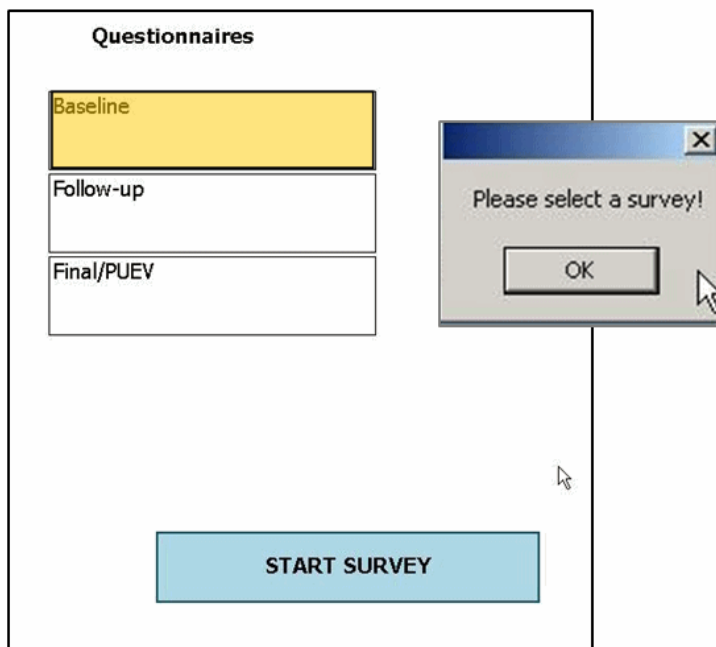 Questionnaires
Baseline
Follow-up
Final/PUEV
Please select a survey!
OK
START SURVEY